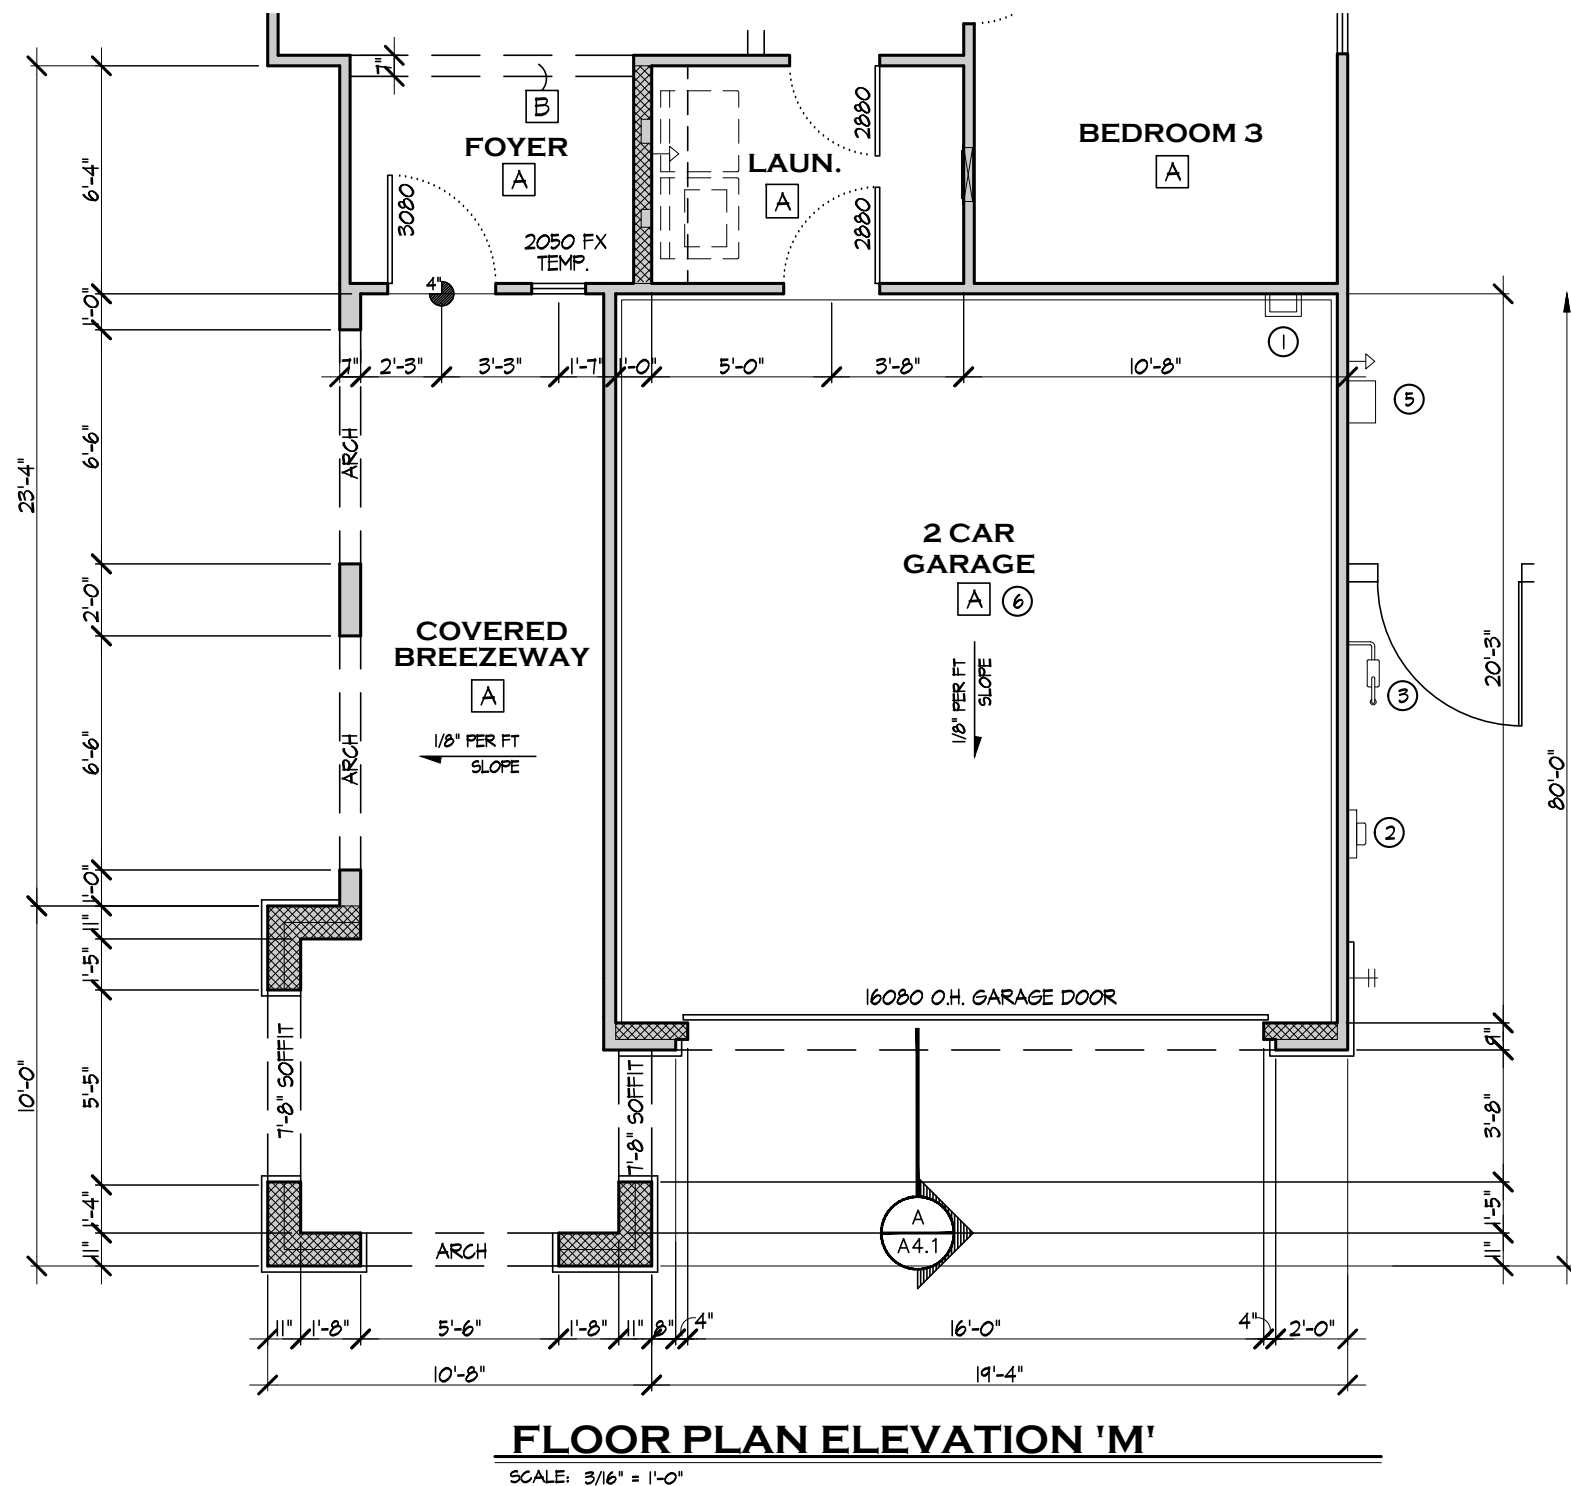 7"
B
FOYER
A
3080
2050 FX
TEMP.
4"
2880
LAUN.
A
2880
BEDROOM 3
A
1
5
7"
2'-3"
3'-3"
1'-7"
1'-0"
5'-0"
3'-8"
10'-8"
23'-4"
10'-0"
6'-4"
1'-0"
6'-6"
2'-0"
6'-6"
1'-0"
11"
1'-5"
5'-5"
1'-4"
11"
ARCH
ARCH
COVERED
BREEZEWAY
A
1/8" PER FT
SLOPE
2 CAR
GARAGE
A 6
1/8" PER FT
SLOPE
3
2
20'-3"
9"
3'-8"
1'-5"
11"
80'-0"
16080 O.H. GARAGE DOOR
7'-8" SOFFIT
7'-8" SOFFIT
ARCH
A
A4.1
11"
1'-8"
5'-6"
1'-8"
11"
8"
4"
16'-0"
4"
2'-0"
10'-8"
19'-4"
FLOOR PLAN ELEVATION 'M'
SCALE: 3/16" = 1'-0"